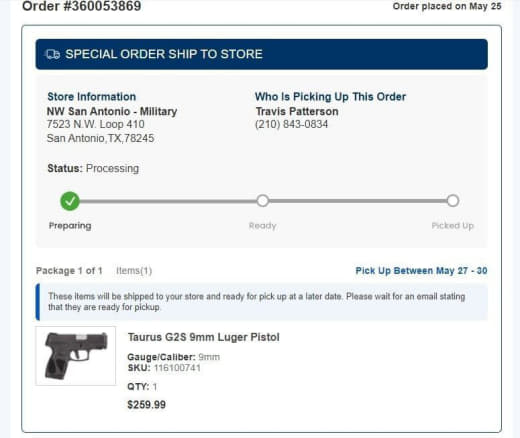 Order #360053869
Order placed on May 25
SPECIAL ORDER SHIP TO STORE
Store Information
NW San Antonio - Military
7523 N.W. Loop 410
San Antonio,TX,78245
Who Is Picking Up This Order
Travis Patterson
(210) 843-0834
Status: Processing
Preparing
Ready
Picked Up
Package 1 of 1 Items(1)
Pick Up Between May 27 - 30
These items will be shipped to your store and ready for pick up at a later date. Please wait for an email stating
that they are ready for pickup.
Taurus G2S 9mm Luger Pistol
Gauge/Caliber: 9mm
SKU: 116100741
QTY: 1
$259.99